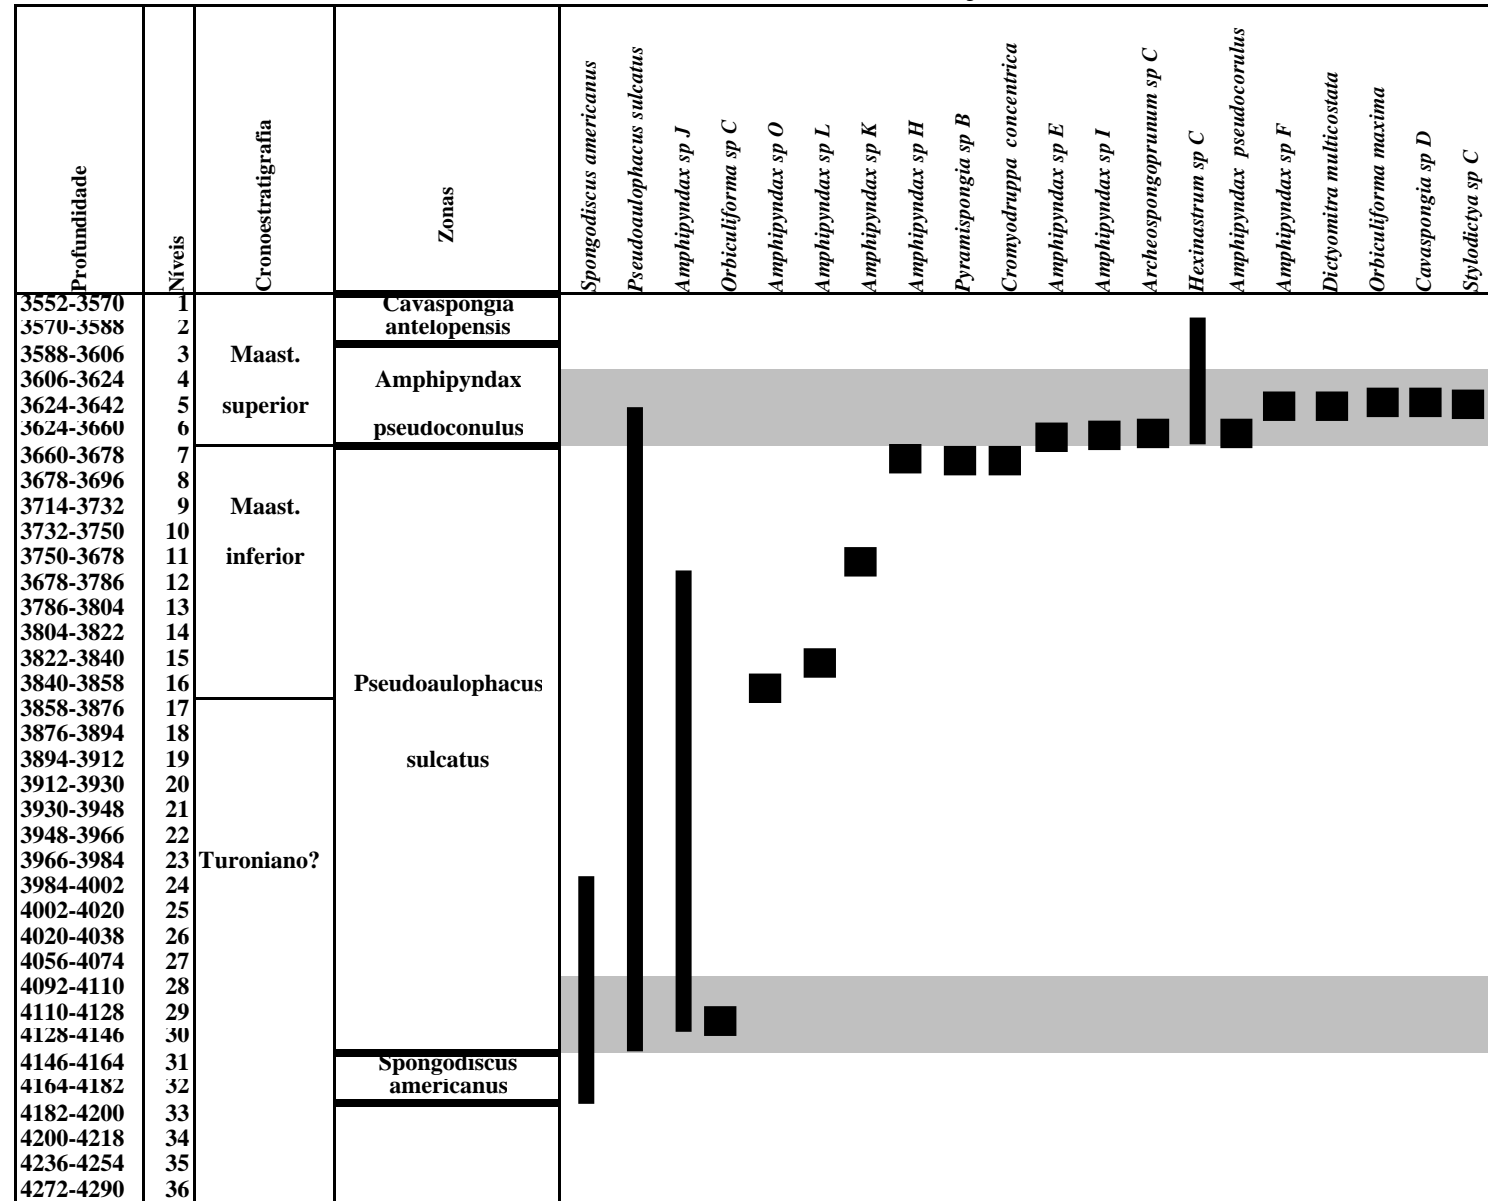 Profundidade
Níveis
Cronoestratigrafia
Zonas
Spongodiscus americanus
Pseudoaulophacus sulcatus
Amphipyndax sp J
Orbiculiforma sp C
Amphipyndax sp O
Amphipyndax sp L
Amphipyndax sp K
Amphipyndax sp H
Pyramispongia sp B
Cromyodruppa concentrica
Amphipyndax sp E
Amphipyndax sp I
Archeospongoprunum sp C
Hexinastrum sp C
Amphipyndax pseudocorulus
Amphipyndax sp F
Dictyomitra multicostata
Orbiculiforma maxima
Cavaspongia sp D
Stylodictya sp C
3552-3570 1 Cavaspongia
3570-3588 2 antelopensis
3588-3606 3 Maast.
3606-3624 4 Amphipyndax
3624-3642 5 superior
3624-3660 6 pseudoconulus
3660-3678 7
3678-3696 8
3714-3732 9 Maast.
3732-3750 10
3750-3678 11 inferior
3678-3786 12
3786-3804 13
3804-3822 14
3822-3840 15
3840-3858 16 Pseudoaulophacus
3858-3876 17
3876-3894 18
3894-3912 19 sulcatus
3912-3930 20
3930-3948 21
3948-3966 22
3966-3984 23 Turoniano?
3984-4002 24
4002-4020 25
4020-4038 26
4056-4074 27
4092-4110 28
4110-4128 29
4128-4146 30
4146-4164 31 Spongodiscus
4164-4182 32 americanus
4182-4200 33
4200-4218 34
4236-4254 35
4272-4290 36